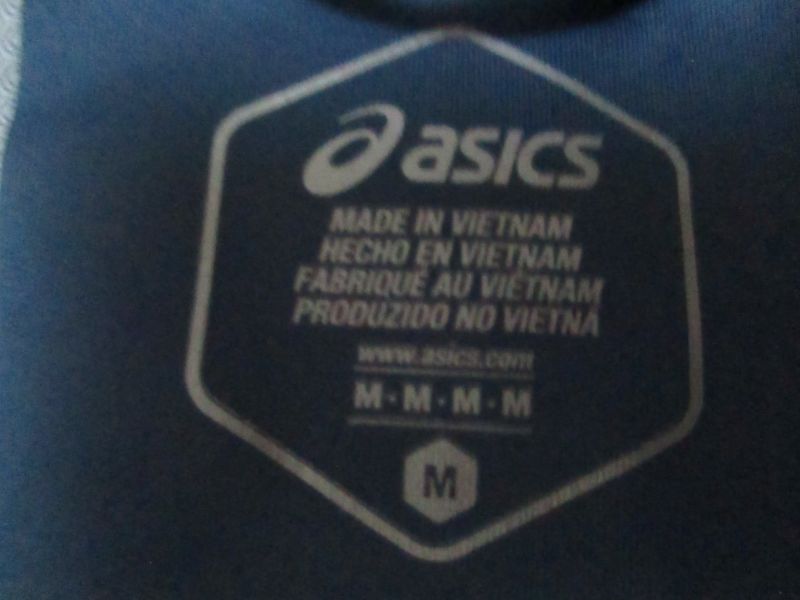 asics
MADE IN VIETNAM
HECHO EN VIETNAM
FABRIQUÉ AU VIETNAM
PRODUZIDO NO VIETNÃ
www.asics.com
M·M·M·M
M